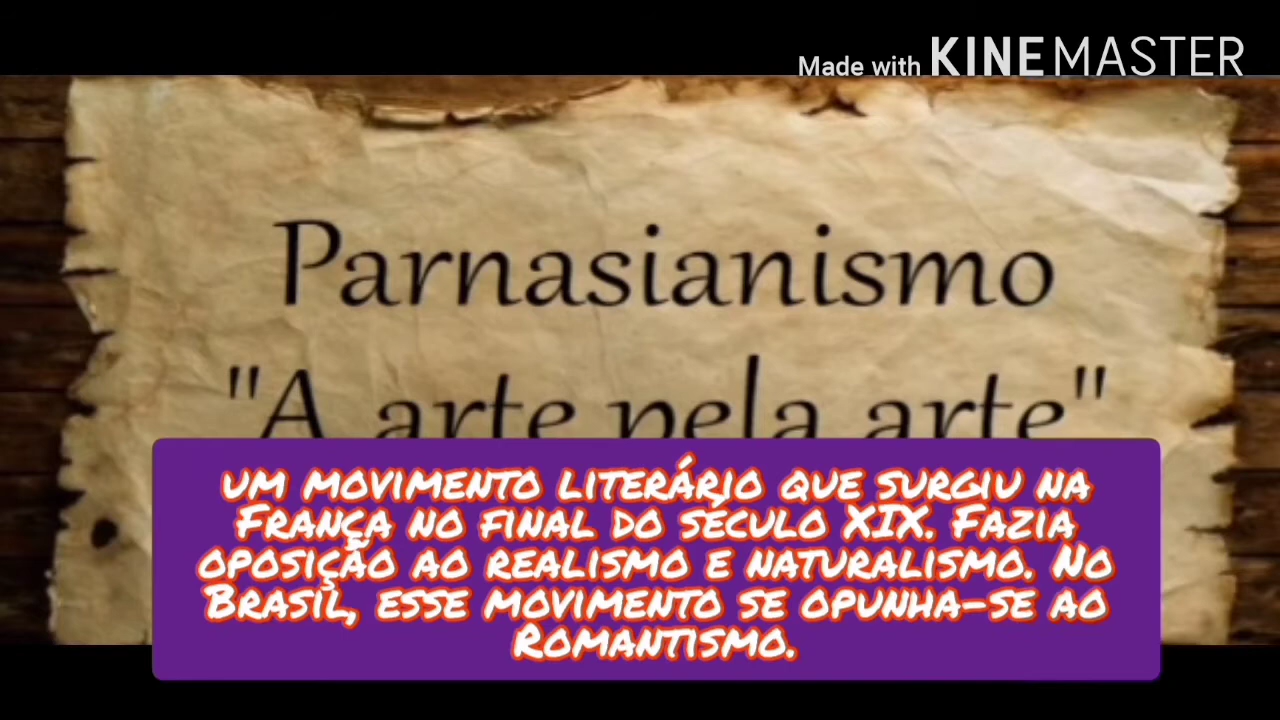 Made with KINEMASTER
Parnasianismo
"A arte pela arte"
UM MOVIMENTO LITERÁRIO QUE SURGIU NA
FRANÇA NO FINAL DO SÉCULO XIX. FAZIA
OPOSIÇÃO AO REALISMO E NATURALISMO. NO
BRASIL, ESSE MOVIMENTO SE OPUNHA-SE AO
ROMANTISMO.